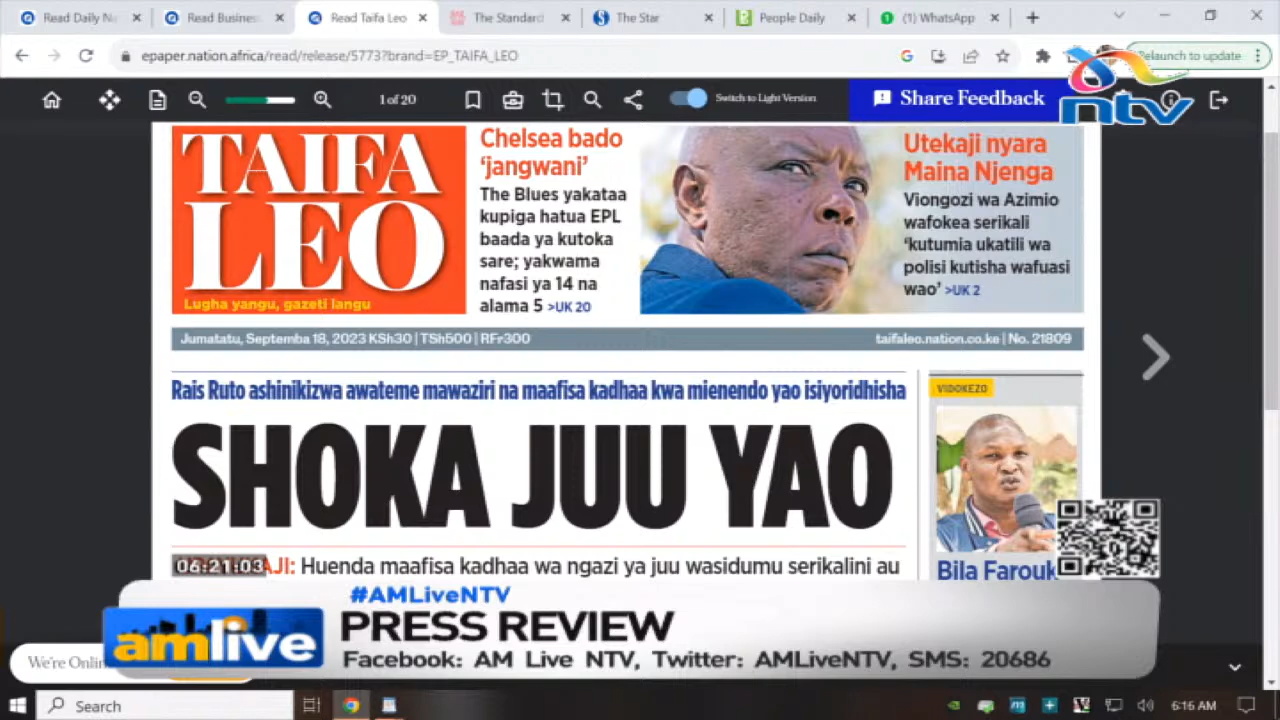 Read Daily N
Read Busines
Read Taifa Leo
The Standard
The Star
People Daily
(1) WhatsApp
epaper.nation.africa/read/release/5773?brand=EP_TAIFA_LEO
Relaunch to update
1 of 20
Switch to Light Version
Share Feedback
ntv
TAIFA
LEO
Lugha yangu, gazeti langu
Chelsea bado
‘jangwani’
The Blues yakataa
kupiga hatua EPL
baada ya kutoka
sare; yakwama
nafasi ya 14 na
alama 5 >UK 20
Utekaji nyara
Maina Njenga
Viongozi wa Azimio
wafokea serikali
‘kutumia ukatili wa
polisi kutisha wafuasi
wao’ >UK 2
Jumatatu, Septemba 18, 2023 KSh30 | TSh500 | RFr300
taifaleo.nation.co.ke | No. 21809
Rais Ruto ashinikizwa awateme mawaziri na maafisa kadhaa kwa mienendo yao isiyoridhisha
SHOKA JUU YAO
VIDOKEZO
06:21:03
AJI: Huenda maafisa kadhaa wa ngazi ya juu wasidumu serikalini au
Bila Farouk
#AMLiveNTV
amlive
PRESS REVIEW
Facebook: AM Live NTV, Twitter: AMLiveNTV, SMS: 20686
We're Onlin
Search
6:16 AM